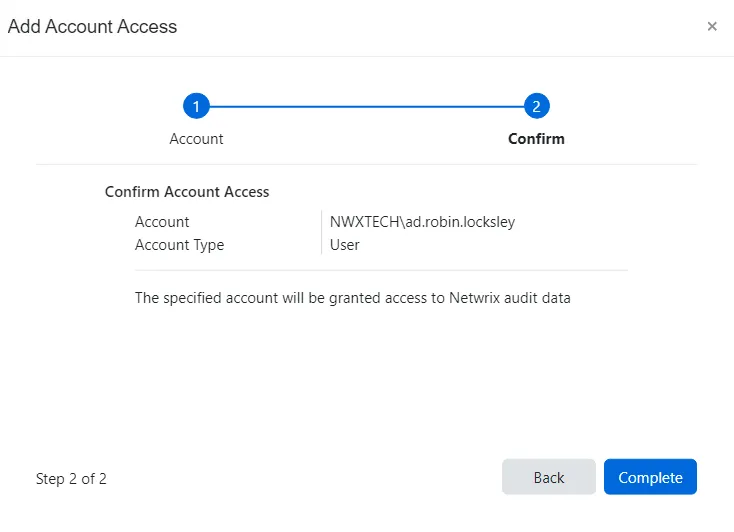 Add Account Access ×
1 2
Account Confirm
Confirm Account Access
Account NWXTECH\ad.robin.locksley
Account Type User
The specified account will be granted access to Netwrix audit data
Step 2 of 2 Back Complete